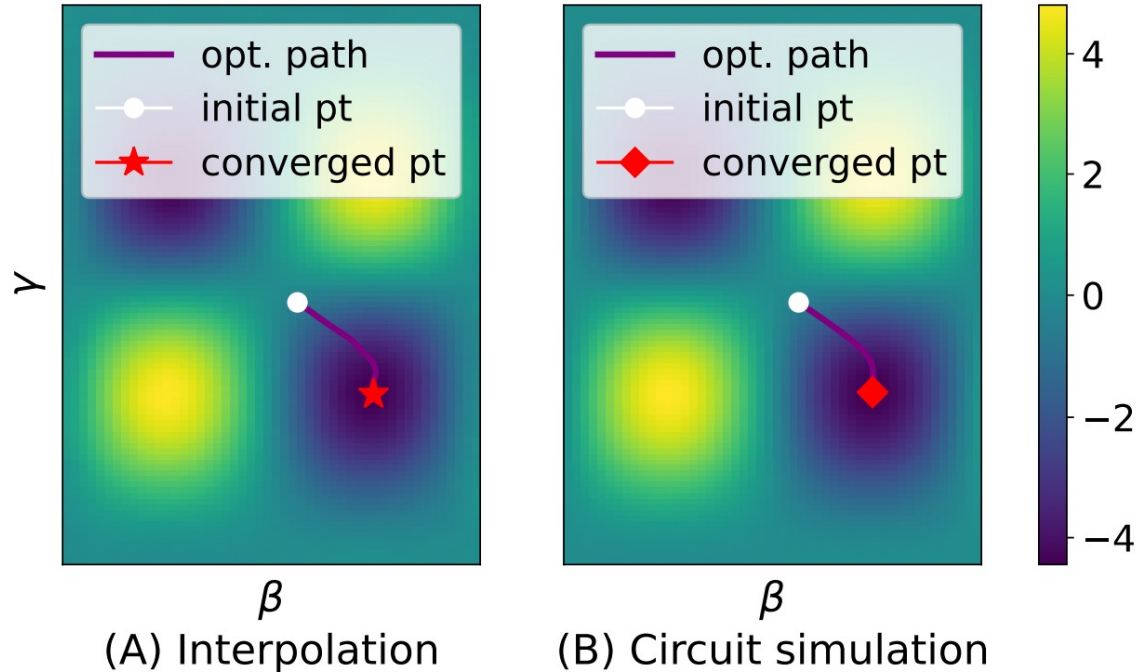 opt. path
initial pt
converged pt
γ
β
(A) Interpolation
opt. path
initial pt
converged pt
β
(B) Circuit simulation
4
2
0
−2
−4